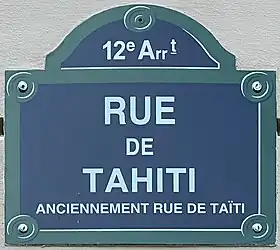 12e Arrt
RUE
DE
TAHITI
ANCIENNEMENT RUE DE TAÏTI